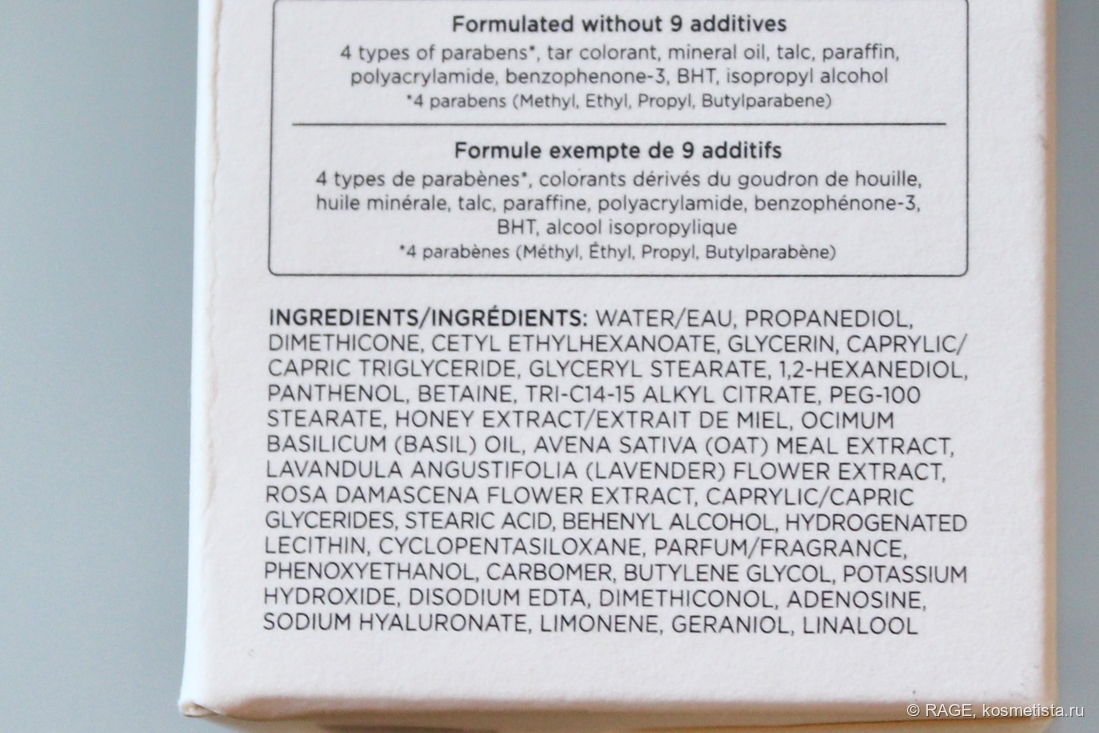 Formulated without 9 additives
4 types of parabens*, tar colorant, mineral oil, talc, paraffin,
polyacrylamide, benzophenone-3, BHT, isopropyl alcohol
*4 parabens (Methyl, Ethyl, Propyl, Butylparabene)
Formule exempte de 9 additifs
4 types de parabènes*, colorants dérivés du goudron de houille,
huile minérale, talc, paraffine, polyacrylamide, benzophénone-3,
BHT, alcool isopropylique
*4 parabènes (Méthyl, Éthyl, Propyl, Butylparabène)
INGREDIENTS/INGRÉDIENTS: WATER/EAU, PROPANEDIOL,
DIMETHICONE, CETYL ETHYLHEXANOATE, GLYCERIN, CAPRYLIC/
CAPRIC TRIGLYCERIDE, GLYCERYL STEARATE, 1,2-HEXANEDIOL,
PANTHENOL, BETAINE, TRI-C14-15 ALKYL CITRATE, PEG-100
STEARATE, HONEY EXTRACT/EXTRAIT DE MIEL, OCIMUM
BASILICUM (BASIL) OIL, AVENA SATIVA (OAT) MEAL EXTRACT,
LAVANDULA ANGUSTIFOLIA (LAVENDER) FLOWER EXTRACT,
ROSA DAMASCENA FLOWER EXTRACT, CAPRYLIC/CAPRIC
GLYCERIDES, STEARIC ACID, BEHENYL ALCOHOL, HYDROGENATED
LECITHIN, CYCLOPENTASILOXANE, PARFUM/FRAGRANCE,
PHENOXYETHANOL, CARBOMER, BUTYLENE GLYCOL, POTASSIUM
HYDROXIDE, DISODIUM EDTA, DIMETHICONOL, ADENOSINE,
SODIUM HYALURONATE, LIMONENE, GERANIOL, LINALOOL
© RAGE, kosmetista.ru